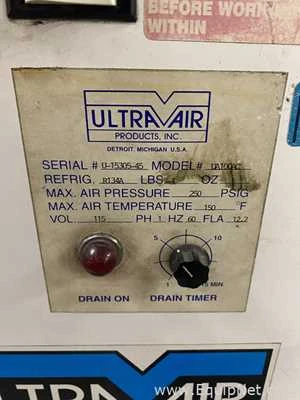 BEFORE WORK
WITHIN
ULTRAAIR
PRODUCTS, INC.
DETROIT, MICHIGAN U.S.A.
SERIAL # U-15305-45 MODEL#
REFRIG. R134A LBS OZ
MAX. AIR PRESSURE 250 PSIG
MAX. AIR TEMPERATURE 150 F
VOL. 115 PH 1 HZ 60 FLA 12.2
5 10
1 15 MIN.
DRAIN ON DRAIN TIMER
www.EquipNet.com